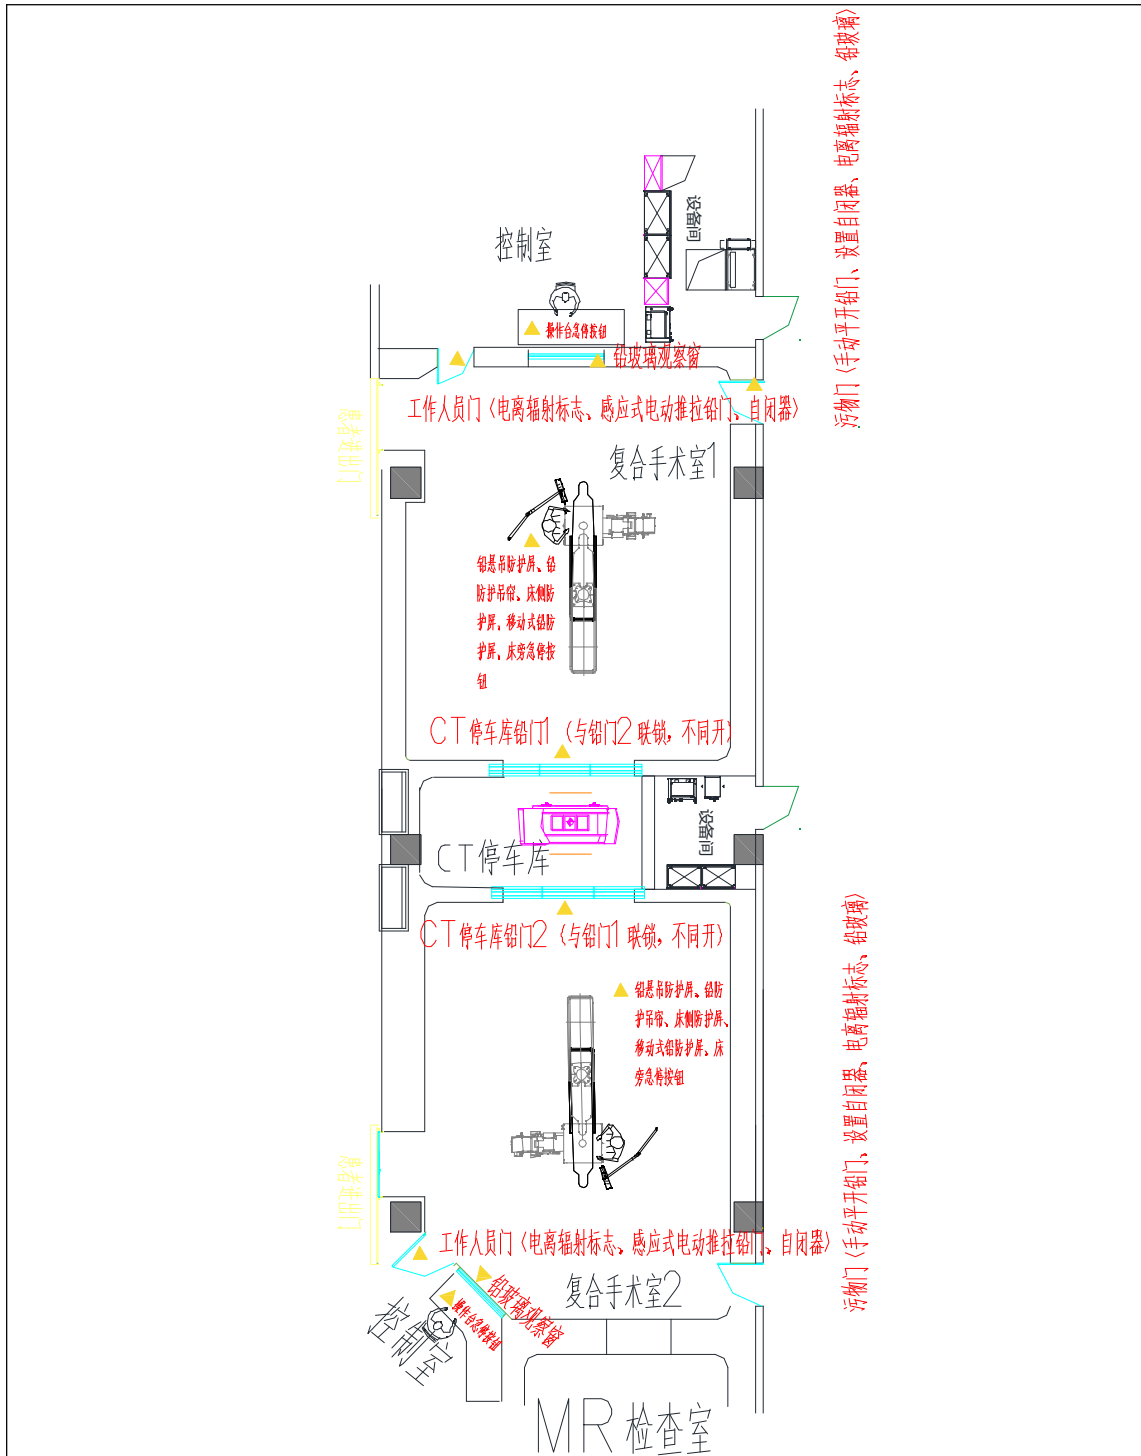 污物门（手动平开铅门、设置自闭器、电离辐射标志、铅玻璃）
设备间
控制室
操作台急停按钮
铅玻璃观察窗
工作人员门（电离辐射标志、感应式电动推拉铅门、自闭器）
患者进出门
复合手术室1
铅悬吊防护屏、铅
防护吊帘、床侧防
护屏、移动式铅防
护屏、床旁急停按
钮
CT停车库铅门1（与铅门2联锁，不同开）
设备间
CT停车库
CT停车库铅门2（与铅门1联锁，不同开）
污物门（手动平开铅门、设置自闭器、电离辐射标志、铅玻璃）
铅悬吊防护屏、铅防
护吊帘、床侧防护屏、
移动式铅防护屏、床
旁急停按钮
患者进出门
工作人员门（电离辐射标志、感应式电动推拉铅门、自闭器）
复合手术室2
铅玻璃观察窗
操作台急停按钮
控制室
MR检查室